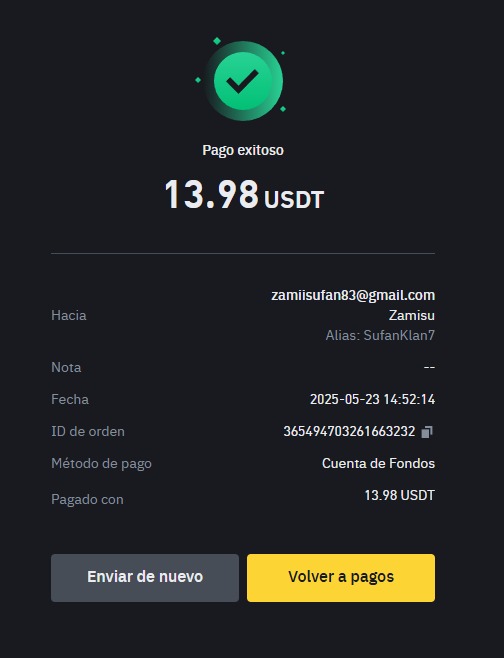 Pago exitoso
13.98 USDT
zamiisufan83@gmail.com
Hacia Zamisu
Alias: SufanKlan7
Nota --
Fecha 2025-05-23 14:52:14
ID de orden 365494703261663232
Método de pago Cuenta de Fondos
Pagado con 13.98 USDT
Enviar de nuevo Volver a pagos